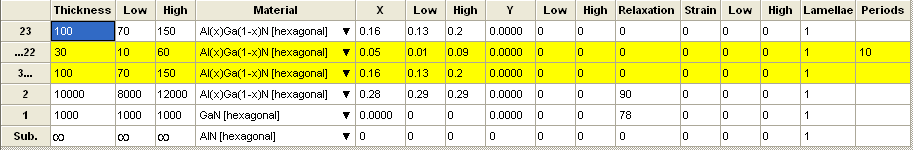 Thickness Low High Material X Low High Y Low High Relaxation Strain Low High Lamellae Periods
23 100 70 150 Al(x)Ga(1-x)N [hexagonal] ▼ 0.16 0.13 0.2 0.0000 0 0 0 0 0 0 1
...22 30 10 60 Al(x)Ga(1-x)N [hexagonal] ▼ 0.05 0.01 0.09 0.0000 0 0 0 0 0 0 1 10
3... 100 70 150 Al(x)Ga(1-x)N [hexagonal] ▼ 0.16 0.13 0.2 0.0000 0 0 0 0 0 0 1
2 10000 8000 12000 Al(x)Ga(1-x)N [hexagonal] ▼ 0.28 0.29 0.29 0.0000 0 0 90 0 0 1
1 1000 1000 1000 GaN [hexagonal] ▼ 0.0000 0 0 0.0000 0 0 78 0 0 1
Sub. ∞ ∞ ∞ AlN [hexagonal] ▼ 0 0 0 0 0 0 0 0 0 0 1